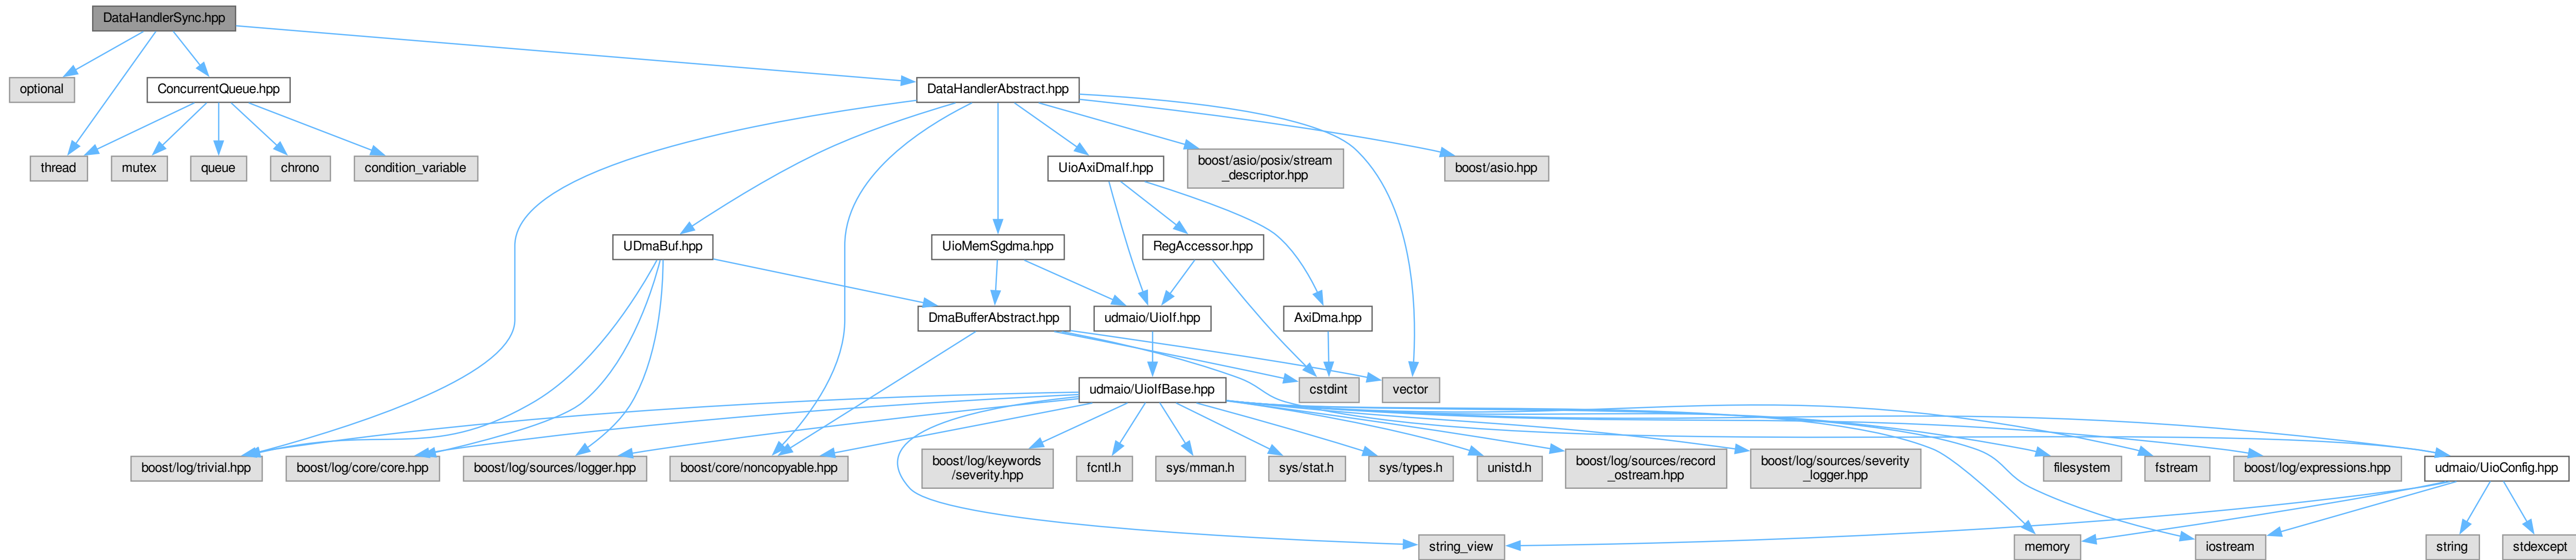 DataHandlerSync.hpp
optional
ConcurrentQueue.hpp
DataHandlerAbstract.hpp
thread
mutex
queue
chrono
condition_variable
UioAxiDmaIf.hpp
boost/asio/posix/stream
_descriptor.hpp
boost/asio.hpp
UDmaBuf.hpp
UioMemSgdma.hpp
RegAccessor.hpp
DmaBufferAbstract.hpp
udmaio/UioIf.hpp
AxiDma.hpp
udmaio/UioIfBase.hpp
cstdint
vector
boost/log/trivial.hpp
boost/log/core/core.hpp
boost/log/sources/logger.hpp
boost/core/noncopyable.hpp
boost/log/keywords
/severity.hpp
fcntl.h
sys/mman.h
sys/stat.h
sys/types.h
unistd.h
boost/log/sources/record
_ostream.hpp
boost/log/sources/severity
_logger.hpp
filesystem
fstream
boost/log/expressions.hpp
udmaio/UioConfig.hpp
string_view
memory
iostream
string
stdexcept